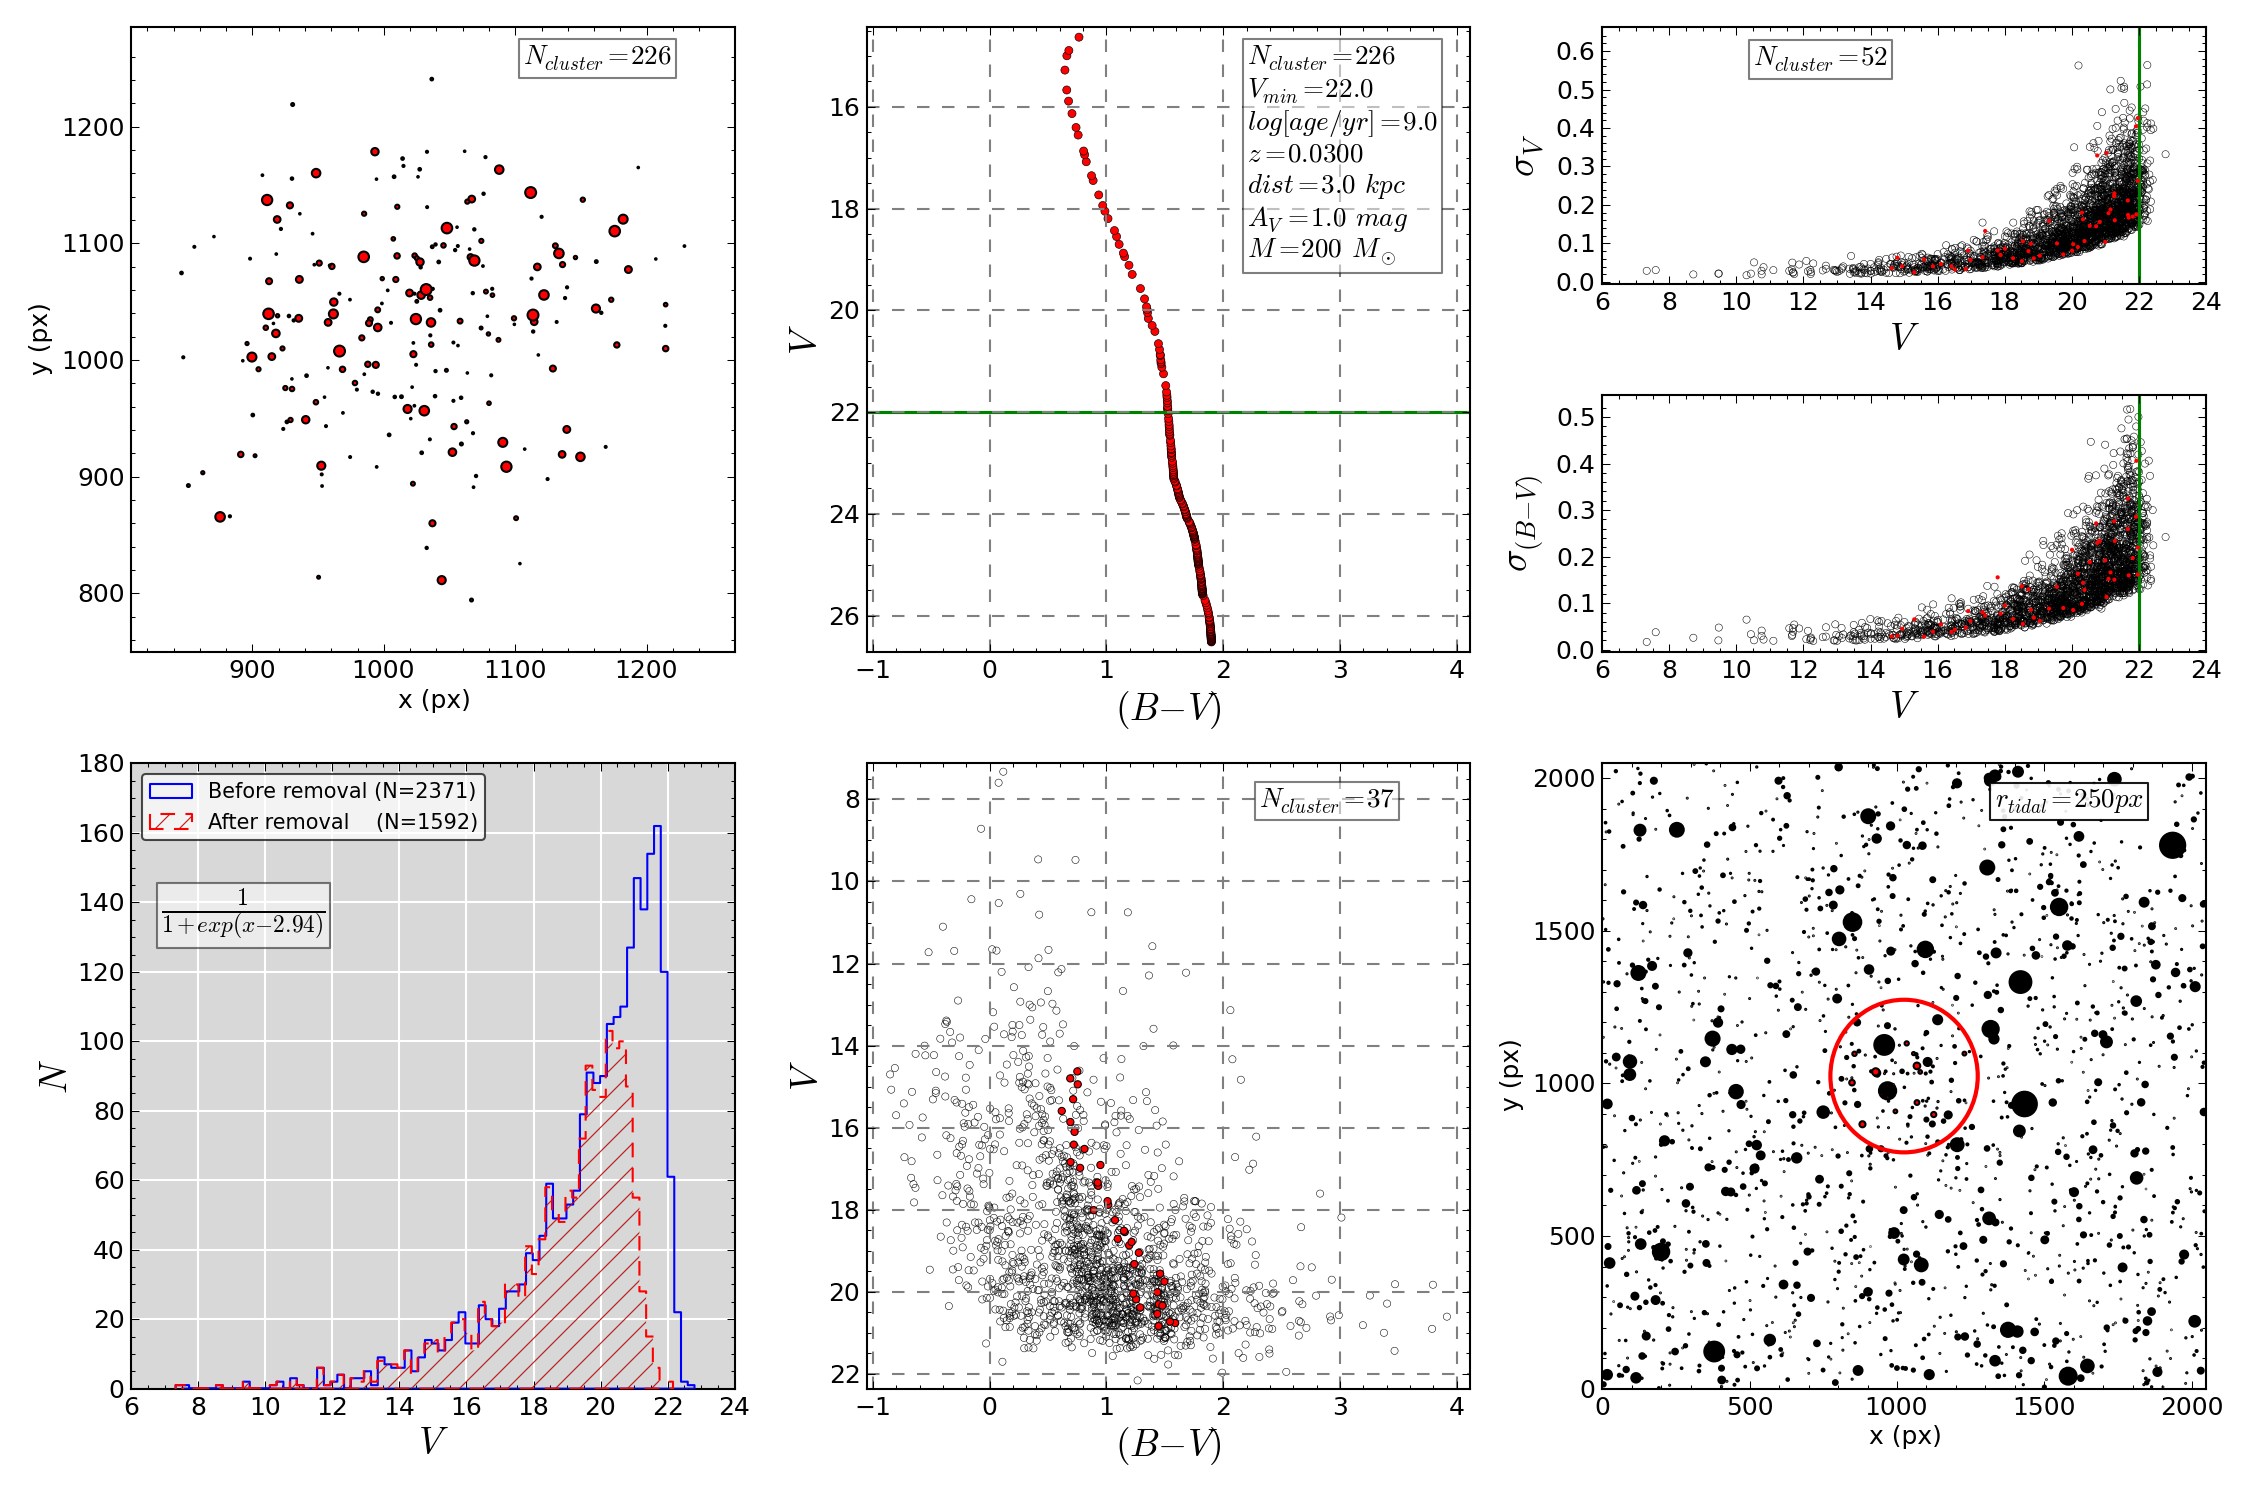 N_cluster=226
1200
1100
1000
900
800
y (px)
900 1000 1100 1200
x (px)
N_cluster=226
V_min=22.0
log[age/yr]=9.0
z=0.0300
dist=3.0 kpc
A_V=1.0 mag
M=200 M_⊙
16
18
20
22
24
26
V
−1 0 1 2 3 4
(B−V)
N_cluster=52
0.6
0.5
0.4
0.3
0.2
0.1
0.0
σ_V
6 8 10 12 14 16 18 20 22 24
V
0.5
0.4
0.3
0.2
0.1
0.0
σ_(B−V)
6 8 10 12 14 16 18 20 22 24
V
180
160
140
120
100
80
60
40
20
0
N
Before removal (N=2371)
After removal (N=1592)
1
1+exp(x−2.94)
6 8 10 12 14 16 18 20 22 24
V
N_cluster=37
8
10
12
14
16
18
20
22
V
−1 0 1 2 3 4
(B−V)
r_tidal=250px
2000
1500
1000
500
0
y (px)
0 500 1000 1500 2000
x (px)